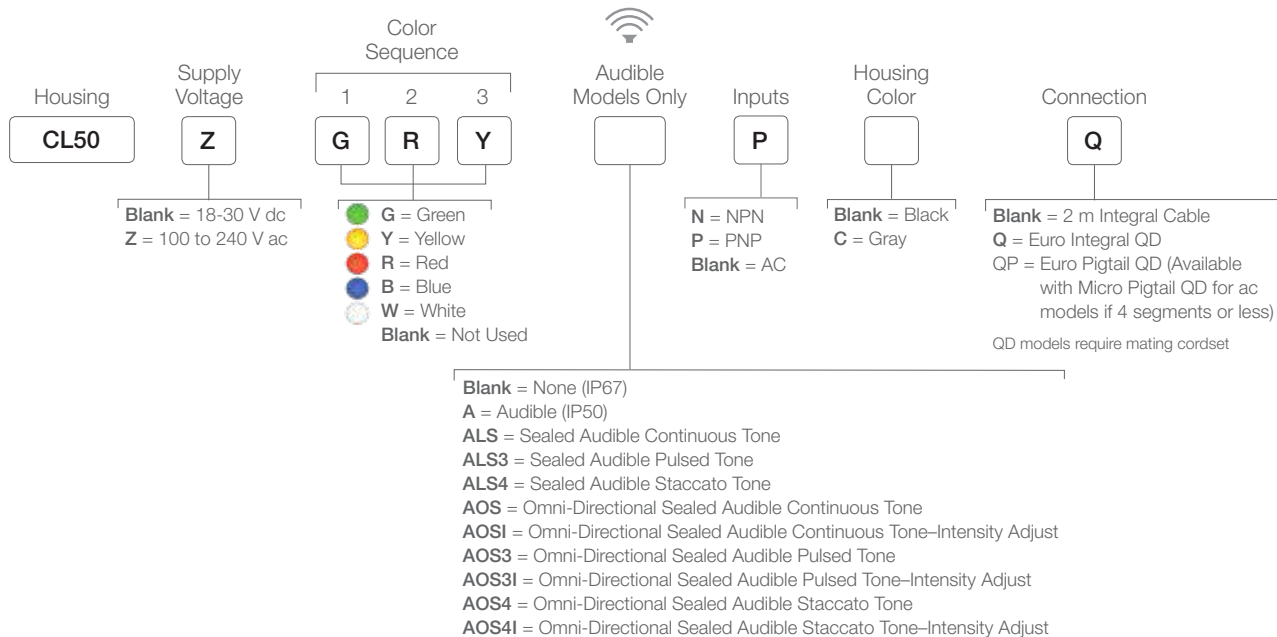 Color
Sequence
Supply
Voltage
Audible
Models Only
Housing
Color
Housing
1 2 3
Inputs
Connection
CL50 Z G R Y P Q
Blank = 18-30 V dc
Z = 100 to 240 V ac
G = Green
Y = Yellow
R = Red
B = Blue
W = White
Blank = Not Used
N = NPN
P = PNP
Blank = AC
Blank = Black
C = Gray
Blank = 2 m Integral Cable
Q = Euro Integral QD
QP = Euro Pigtail QD (Available
with Micro Pigtail QD for ac
models if 4 segments or less)
QD models require mating cordset
Blank = None (IP67)
A = Audible (IP50)
ALS = Sealed Audible Continuous Tone
ALS3 = Sealed Audible Pulsed Tone
ALS4 = Sealed Audible Staccato Tone
AOS = Omni-Directional Sealed Audible Continuous Tone
AOSI = Omni-Directional Sealed Audible Continuous Tone–Intensity Adjust
AOS3 = Omni-Directional Sealed Audible Pulsed Tone
AOS3I = Omni-Directional Sealed Audible Pulsed Tone–Intensity Adjust
AOS4 = Omni-Directional Sealed Audible Staccato Tone
AOS4I = Omni-Directional Sealed Audible Staccato Tone–Intensity Adjust